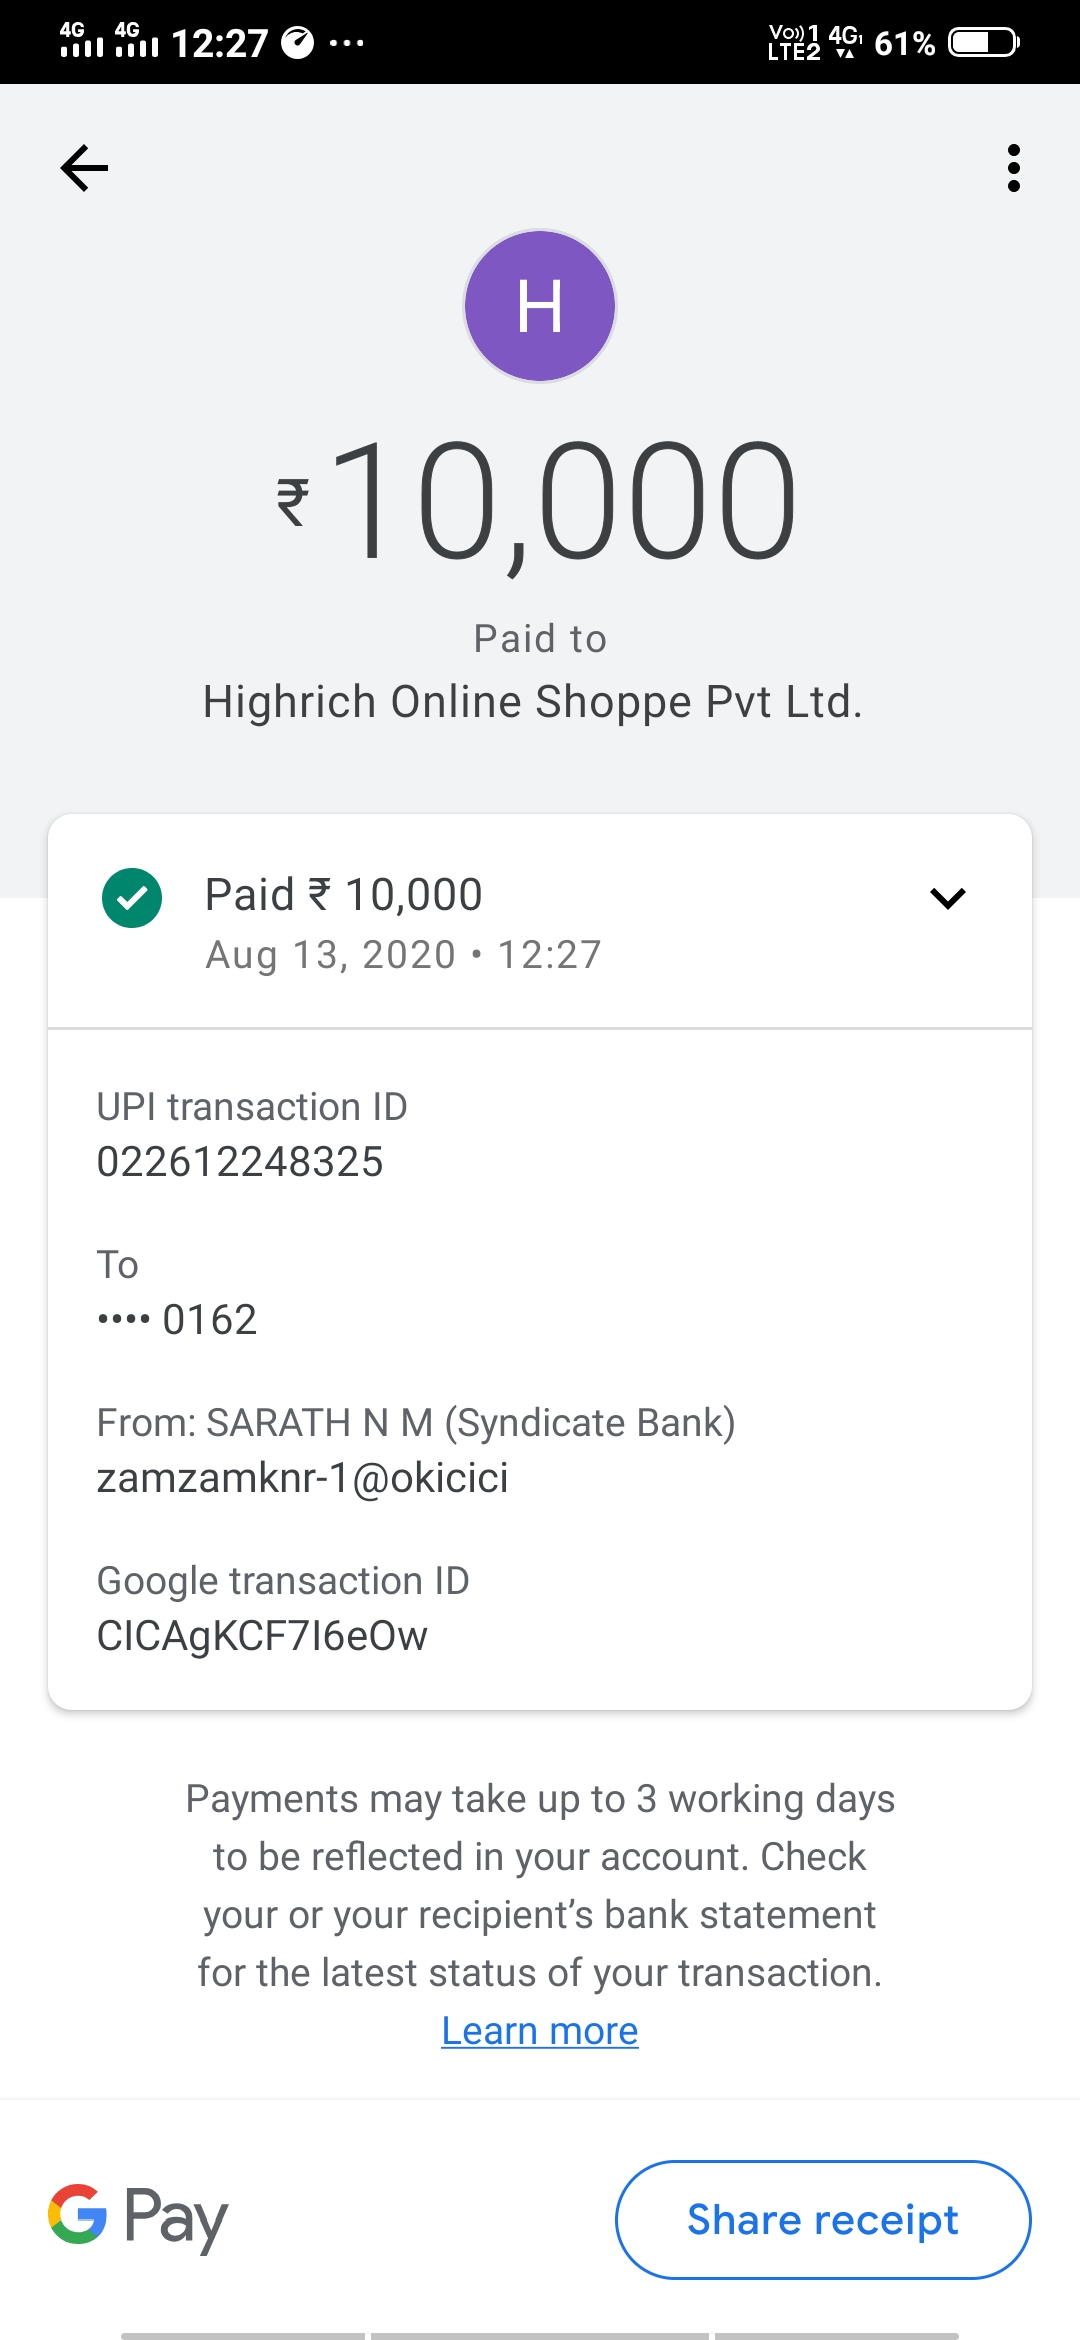 4G 4G 12:27 ... Vo)) 1 LTE2 4G1 61%
H
₹10,000
Paid to
Highrich Online Shoppe Pvt Ltd.
Paid ₹ 10,000
Aug 13, 2020 • 12:27
UPI transaction ID
022612248325
To
•••• 0162
From: SARATH N M (Syndicate Bank)
zamzamknr-1@okicici
Google transaction ID
CICAgKCF7I6eOw
Payments may take up to 3 working days
to be reflected in your account. Check
your or your recipient’s bank statement
for the latest status of your transaction.
Learn more
G Pay
Share receipt